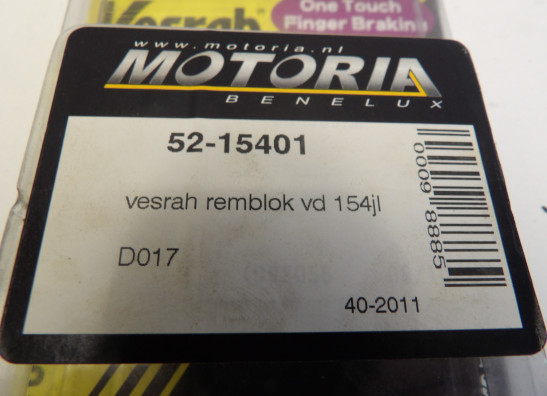 Vesrah
One Touch
Finger Braking
www.motoria.nl
MOTORIA
BENELUX
52-15401
vesrah remblok vd 154jl
D017
40-2011
0009 8885